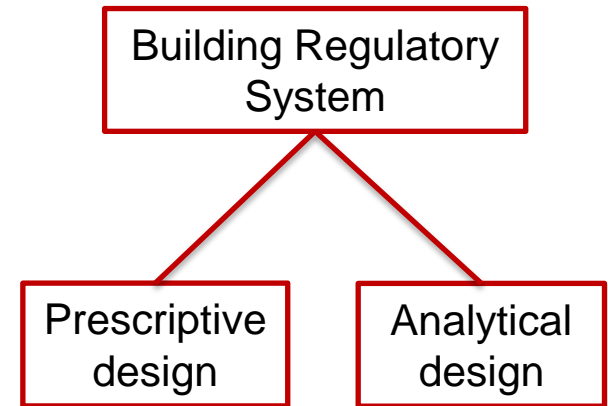 Building Regulatory
System
Prescriptive
design
Analytical
design